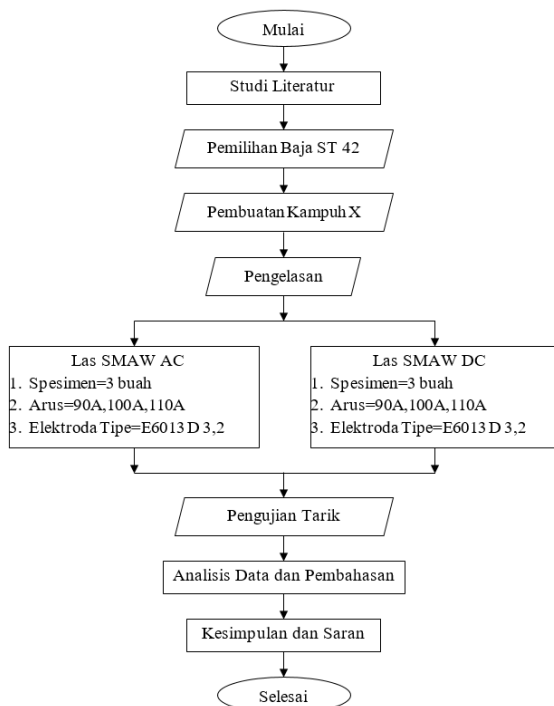 Mulai
Studi Literatur
Pemilihan Baja ST 42
Pembuatan Kampuh X
Pengelasan
Las SMAW AC
1. Spesimen=3 buah
2. Arus=90A,100A,110A
3. Elektroda Tipe=E6013 D 3,2
Las SMAW DC
1. Spesimen=3 buah
2. Arus=90A,100A,110A
3. Elektroda Tipe=E6013 D 3,2
Pengujian Tarik
Analisis Data dan Pembahasan
Kesimpulan dan Saran
Selesai